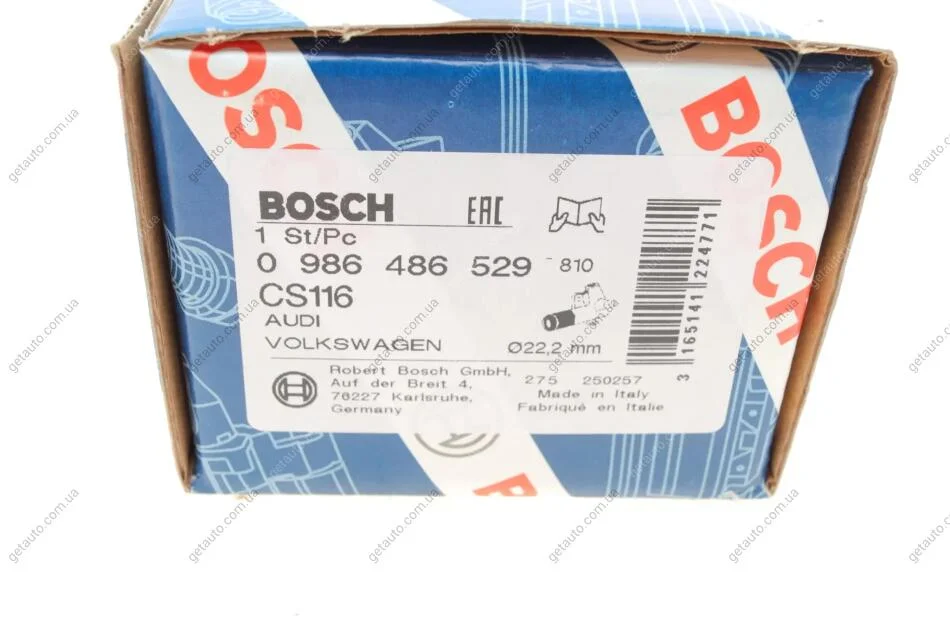 BOSCH
BOSCH
BOSCH
EAC
1 St/Pc
0 986 486 529 - 810
CS116
AUDI
VOLKSWAGEN
Ø22,2 mm
Robert Bosch GmbH,
Auf der Breit 4,
76227 Karlsruhe,
Germany
275 250257
Made in Italy
Fabriqué en Italie
3 165141 224771
getauto.com.ua